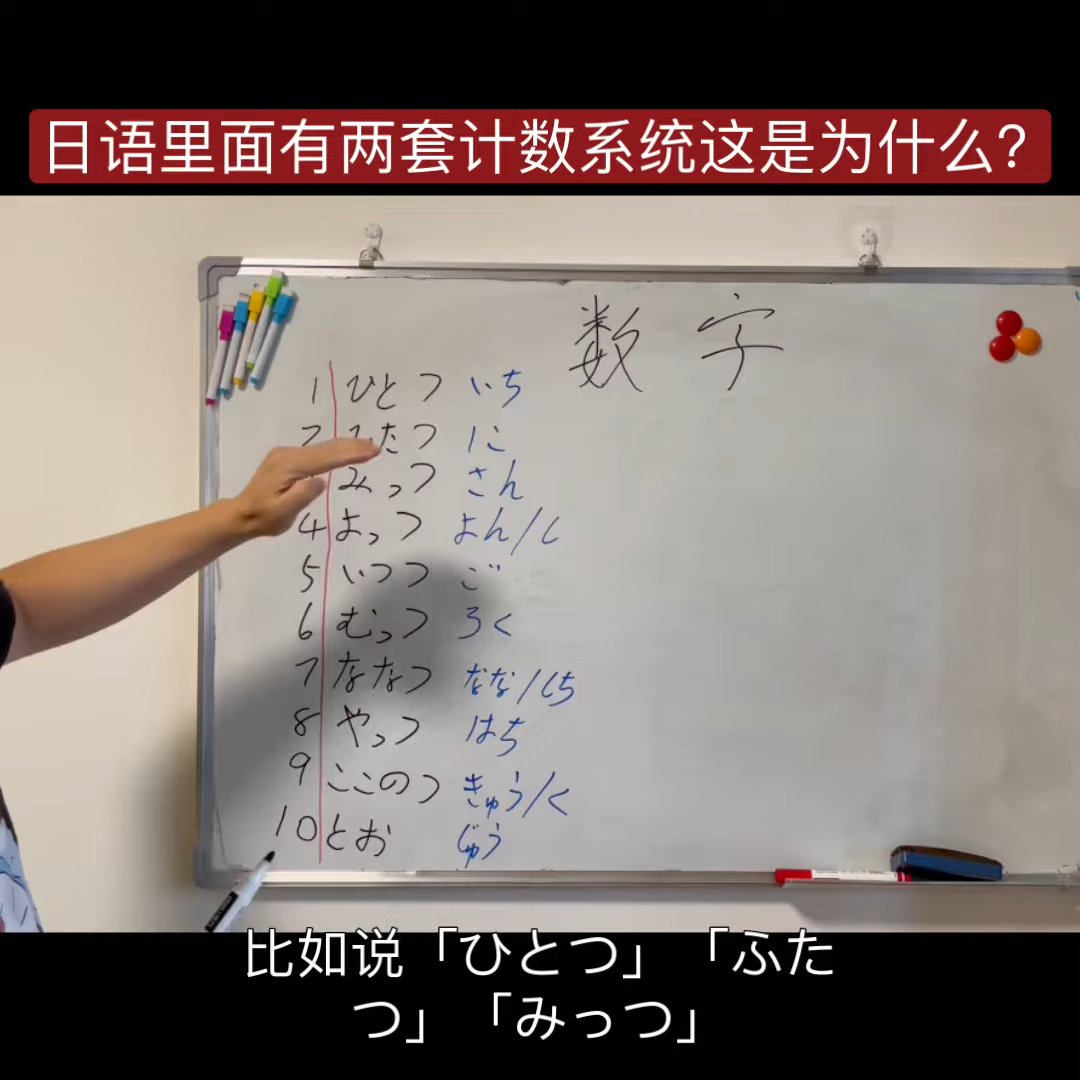 日语里面有两套计数系统这是为什么?
数字
1 ひとつ いち
2 ふたつ に
みっつ さん
4 よっつ よん/し
5 いつつ ご
6 むっつ ろく
7 ななつ なな/しち
8 やっつ はち
9 ここのつ きゅう/く
10 とお じゅう
比如说「ひとつ」「ふた
つ」「みっつ」